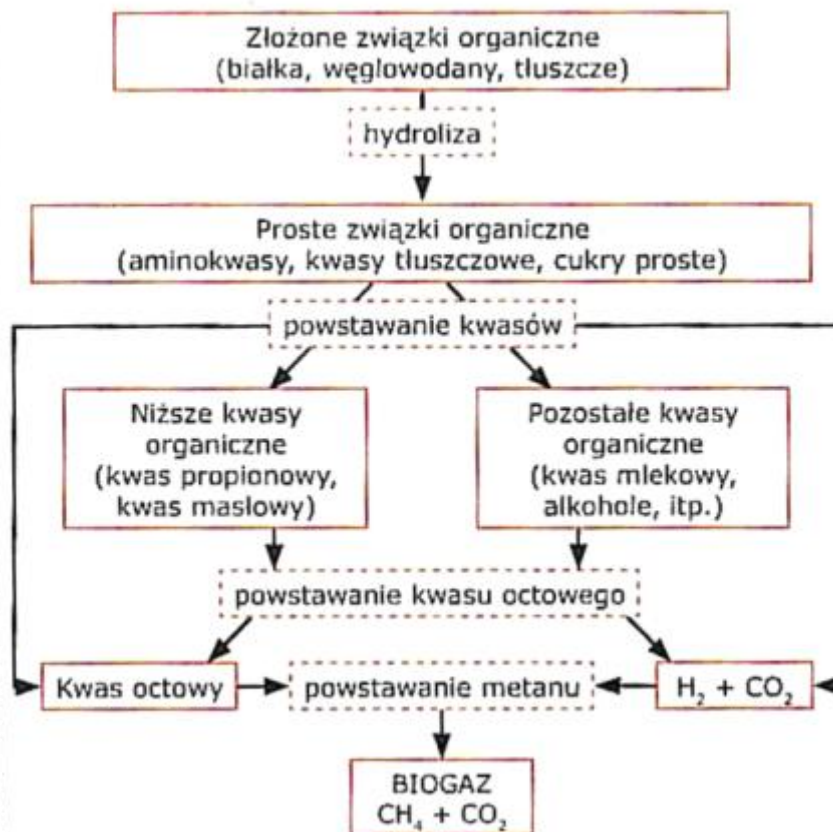 Złożone związki organiczne
(białka, węglowodany, tłuszcze)
hydroliza
Proste związki organiczne
(aminokwasy, kwasy tłuszczowe, cukry proste)
powstawanie kwasów
Niższe kwasy
organiczne
(kwas propionowy,
kwas masłowy)
Pozostałe kwasy
organiczne
(kwas mlekowy,
alkohole, itp.)
powstawanie kwasu octowego
Kwas octowy
powstawanie metanu
H₂ + CO₂
BIOGAZ
CH₄ + CO₂